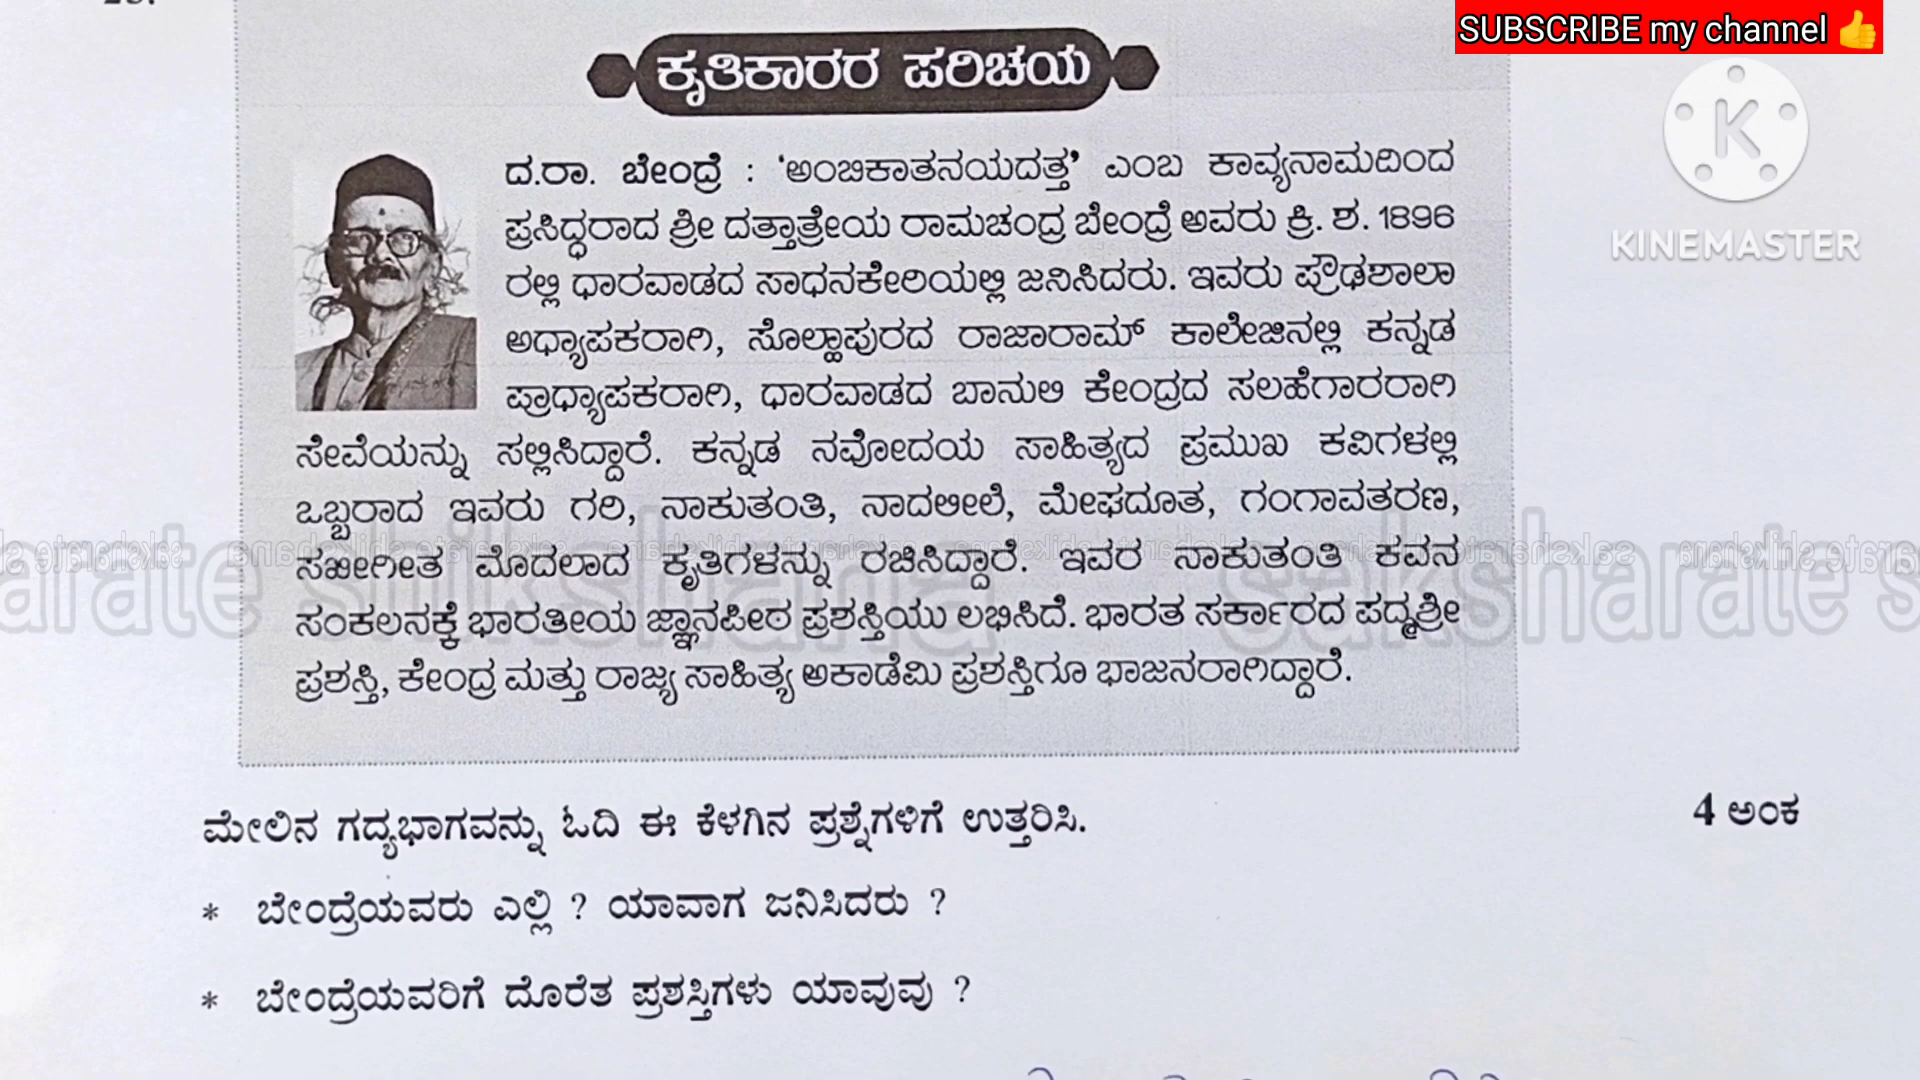 SUBSCRIBE my channel 👍
KINEMASTER
ಕೃತಿಕಾರರ ಪರಿಚಯ
ದ.ರಾ. ಬೇಂದ್ರೆ : ‘ಅಂಬಿಕಾತನಯದತ್ತ’ ಎಂಬ ಕಾವ್ಯನಾಮದಿಂದ
ಪ್ರಸಿದ್ಧರಾದ ಶ್ರೀ ದತ್ತಾತ್ರೇಯ ರಾಮಚಂದ್ರ ಬೇಂದ್ರೆ ಅವರು ಕ್ರಿ. ಶ. 1896
ರಲ್ಲಿ ಧಾರವಾಡದ ಸಾಧನಕೇರಿಯಲ್ಲಿ ಜನಿಸಿದರು. ಇವರು ಪ್ರೌಢಶಾಲಾ
ಅಧ್ಯಾಪಕರಾಗಿ, ಸೊಲ್ಲಾಪುರದ ರಾಜಾರಾಮ್ ಕಾಲೇಜಿನಲ್ಲಿ ಕನ್ನಡ
ಪ್ರಾಧ್ಯಾಪಕರಾಗಿ, ಧಾರವಾಡದ ಬಾನುಲಿ ಕೇಂದ್ರದ ಸಲಹೆಗಾರರಾಗಿ
ಸೇವೆಯನ್ನು ಸಲ್ಲಿಸಿದ್ದಾರೆ. ಕನ್ನಡ ನವೋದಯ ಸಾಹಿತ್ಯದ ಪ್ರಮುಖ ಕವಿಗಳಲ್ಲಿ
ಒಬ್ಬರಾದ ಇವರು ಗರಿ, ನಾಕುತಂತಿ, ನಾದಲೀಲೆ, ಮೇಘದೂತ, ಗಂಗಾವತರಣ,
ಸಖೀಗೀತ ಮೊದಲಾದ ಕೃತಿಗಳನ್ನು ರಚಿಸಿದ್ದಾರೆ. ಇವರ ನಾಕುತಂತಿ ಕವನ
ಸಂಕಲನಕ್ಕೆ ಭಾರತೀಯ ಜ್ಞಾನಪೀಠ ಪ್ರಶಸ್ತಿಯು ಲಭಿಸಿದೆ. ಭಾರತ ಸರ್ಕಾರದ ಪದ್ಮಶ್ರೀ
ಪ್ರಶಸ್ತಿ, ಕೇಂದ್ರ ಮತ್ತು ರಾಜ್ಯ ಸಾಹಿತ್ಯ ಅಕಾಡೆಮಿ ಪ್ರಶಸ್ತಿಗೂ ಭಾಜನರಾಗಿದ್ದಾರೆ.
arate shikshana saksharate s
ಮೇಲಿನ ಗದ್ಯಭಾಗವನ್ನು ಓದಿ ಈ ಕೆಳಗಿನ ಪ್ರಶ್ನೆಗಳಿಗೆ ಉತ್ತರಿಸಿ. 4 ಅಂಕ
* ಬೇಂದ್ರೆಯವರು ಎಲ್ಲಿ ? ಯಾವಾಗ ಜನಿಸಿದರು ?
* ಬೇಂದ್ರೆಯವರಿಗೆ ದೊರೆತ ಪ್ರಶಸ್ತಿಗಳು ಯಾವುವು ?